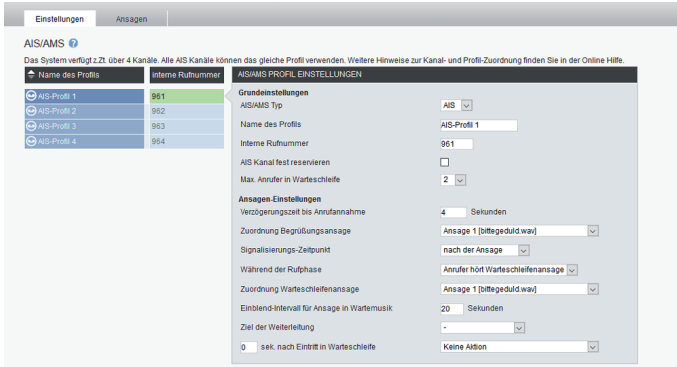 Einstellungen Ansagen
AIS/AMS ?
Das System verfügt z.Zt. über 4 Kanäle. Alle AIS Kanäle können das gleiche Profil verwenden. Weitere Hinweise zur Kanal- und Profil-Zuordnung finden Sie in der Online Hilfe.
Name des Profils interne Rufnummer
AIS-Profil 1 961
AIS-Profil 2 962
AIS-Profil 3 963
AIS-Profil 4 964
AIS/AMS PROFIL EINSTELLUNGEN
Grundeinstellungen
AIS/AMS Typ AIS
Name des Profils AIS-Profil 1
Interne Rufnummer 961
AIS Kanal fest reservieren
Max. Anrufer in Warteschleife 2
Ansagen-Einstellungen
Verzögerungszeit bis Anrufannahme 4 Sekunden
Zuordnung Begrüßungsansage Ansage 1 [bittegeduld.wav]
Signalisierungs-Zeitpunkt nach der Ansage
Während der Rufphase Anrufer hört Warteschleifenansage
Zuordnung Warteschleifenansage Ansage 1 [bittegeduld.wav]
Einblend-Intervall für Ansage in Wartemusik 20 Sekunden
Ziel der Weiterleitung -
0 sek. nach Eintritt in Warteschleife Keine Aktion